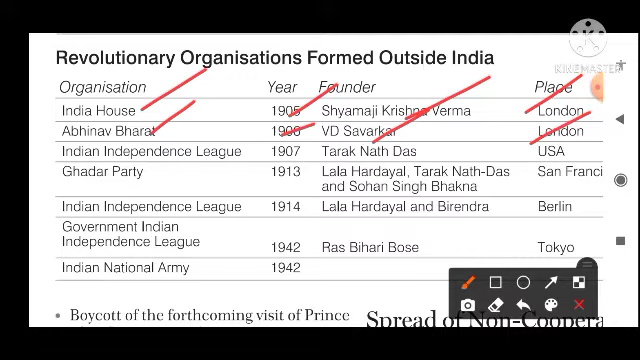 Made with KINEMASTER
Revolutionary Organisations Formed Outside India
Organisation Year Founder Place
India House 1905 Shyamaji Krishna Verma London
Abhinav Bharat 1906 VD Savarkar London
Indian Independence League 1907 Tarak Nath Das USA
Ghadar Party 1913 Lala Hardayal, Tarak Nath-Das San Franci
and Sohan Singh Bhakna
Indian Independence League 1914 Lala Hardayal and Birendra Berlin
Government Indian
Independence League 1942 Ras Bihari Bose Tokyo
Indian National Army 1942
• Boycott of the forthcoming visit of Prince
Spread of Non-Coopera